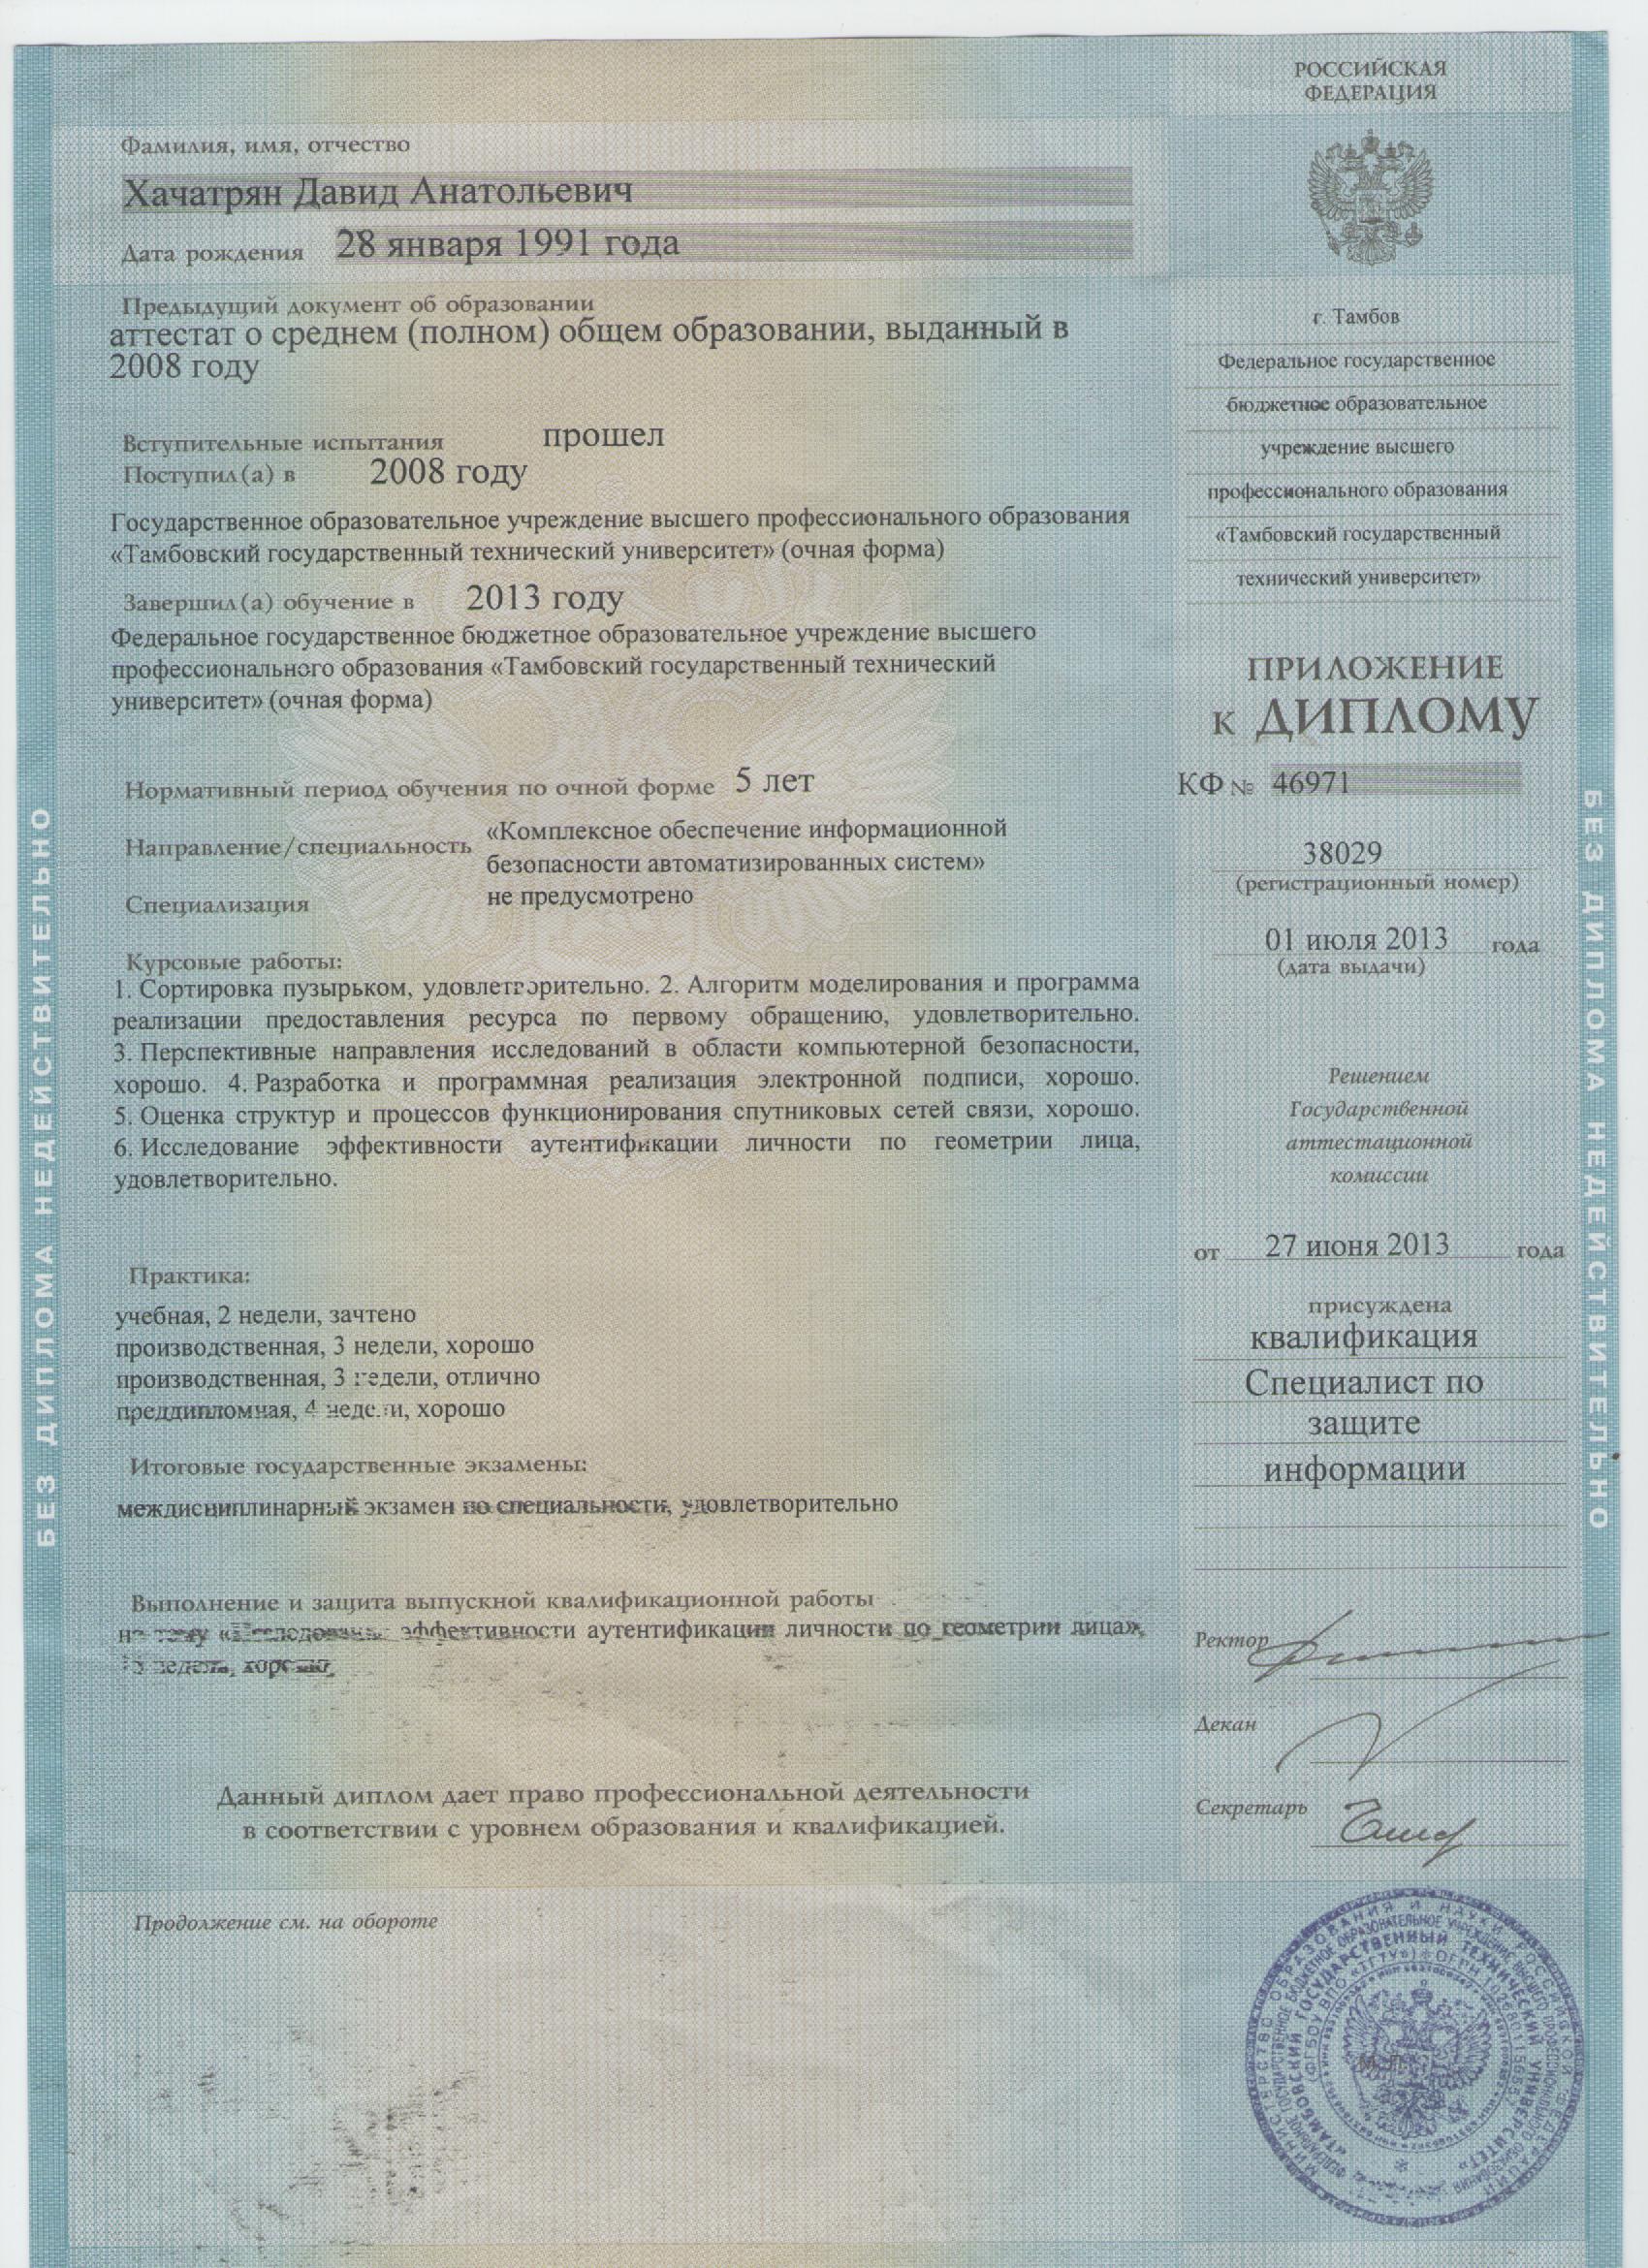 РОССИЙСКАЯ
ФЕДЕРАЦИЯ
Фамилия, имя, отчество
Хачатрян Давид Анатольевич
Дата рождения 28 января 1991 года
Предыдущий документ об образовании
аттестат о среднем (полном) общем образовании, выданный в
2008 году
Вступительные испытания прошел
Поступил(а) в 2008 году
Государственное образовательное учреждение высшего профессионального образования
«Тамбовский государственный технический университет» (очная форма)
Завершил(а) обучение в 2013 году
Федеральное государственное бюджетное образовательное учреждение высшего
профессионального образования «Тамбовский государственный технический
университет» (очная форма)
Нормативный период обучения по очной форме 5 лет
Направление/специальность «Комплексное обеспечение информационной
безопасности автоматизированных систем»
Специализация не предусмотрено
Курсовые работы:
1. Сортировка пузырьком, удовлетворительно. 2. Алгоритм моделирования и программа
реализации предоставления ресурса по первому обращению, удовлетворительно.
3. Перспективные направления исследований в области компьютерной безопасности,
хорошо. 4. Разработка и программная реализация электронной подписи, хорошо.
5. Оценка структур и процессов функционирования спутниковых сетей связи, хорошо.
6. Исследование эффективности аутентификации личности по геометрии лица,
удовлетворительно.
Практика:
учебная, 2 недели, зачтено
производственная, 3 недели, хорошо
производственная, 3 недели, отлично
преддипломная, 4 недели, хорошо
Итоговые государственные экзамены:
междисциплинарный экзамен по специальности, удовлетворительно
Выполнение и защита выпускной квалификационной работы
на тему «Исследование эффективности аутентификации личности по геометрии лица»,
недель, хорошо
Данный диплом дает право профессиональной деятельности
в соответствии с уровнем образования и квалификацией.
Продолжение см. на обороте
г. Тамбов
Федеральное государственное
бюджетное образовательное
учреждение высшего
профессионального образования
«Тамбовский государственный
технический университет»
ПРИЛОЖЕНИЕ
к ДИПЛОМУ
КФ № 46971
38029
(регистрационный номер)
01 июля 2013 года
(дата выдачи)
Решением
Государственной
аттестационной
комиссии
от 27 июня 2013 года
присуждена
квалификация
Специалист по
защите
информации
Ректор
Декан
Секретарь
М.П.
МИНИСТЕРСТВО ОБРАЗОВАНИЯ И НАУКИ РОССИЙСКОЙ ФЕДЕРАЦИИ
«ТАМБОВСКИЙ ГОСУДАРСТВЕННЫЙ ТЕХНИЧЕСКИЙ УНИВЕРСИТЕТ»
(ФГБОУ ВПО «ТГТУ»)
БЕЗ ДИПЛОМА НЕДЕЙСТВИТЕЛЬНО
БЕЗ ДИПЛОМА НЕДЕЙСТВИТЕЛЬНО